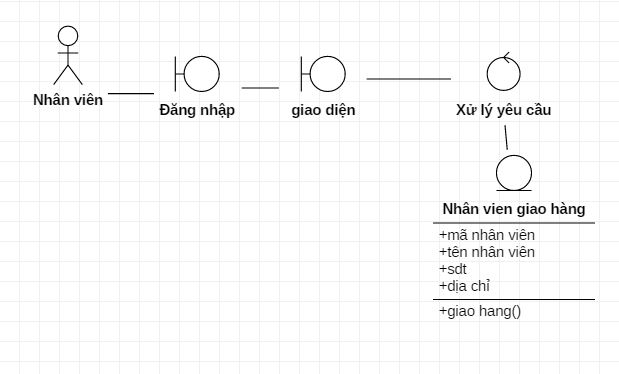 Nhân viên
Đăng nhập
giao diện
Xử lý yêu cầu
Nhân vien giao hàng
+mã nhân viên
+tên nhân viên
+sdt
+dịa chỉ
+giao hang()